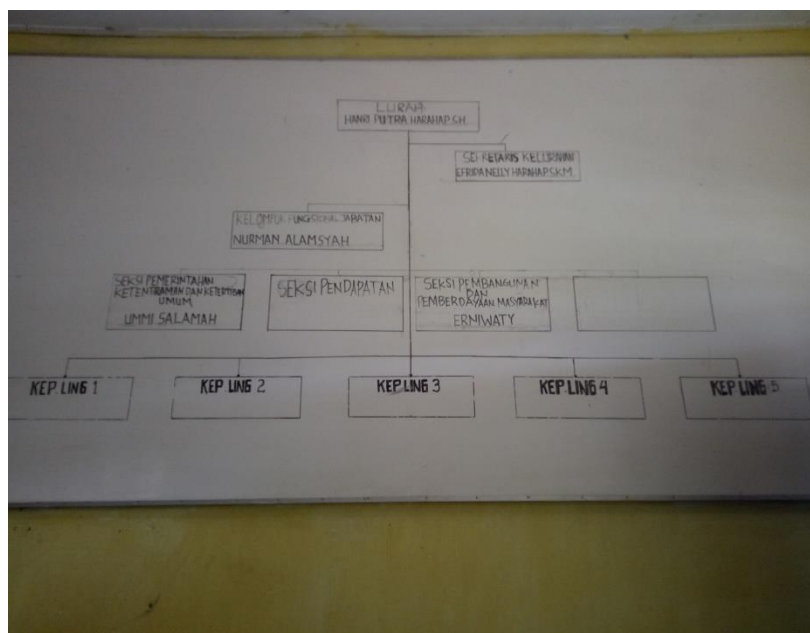 LURAH
HANRI PUTRA HARAHAP.SH
SEKRETARIS KELURAHAN
EFRIDA NELLY HARAHAP.SKM.
KELOMPOK FUNGSIONAL JABATAN
NURMAN ALAMSYAH
SEKSI PEMERINTAHAN
KETENTRAMAN DAN KETERTIBAN
UMUM
UMMI SALAMAH
SEKSI PENDAPATAN
SEKSI PEMBANGUNAN
DAN
PEMBERDAYAAN MASYARAKAT
ERNIWATY
KEP LING 1
KEP LING 2
KEP LING 3
KEP LING 4
KEP LING 5